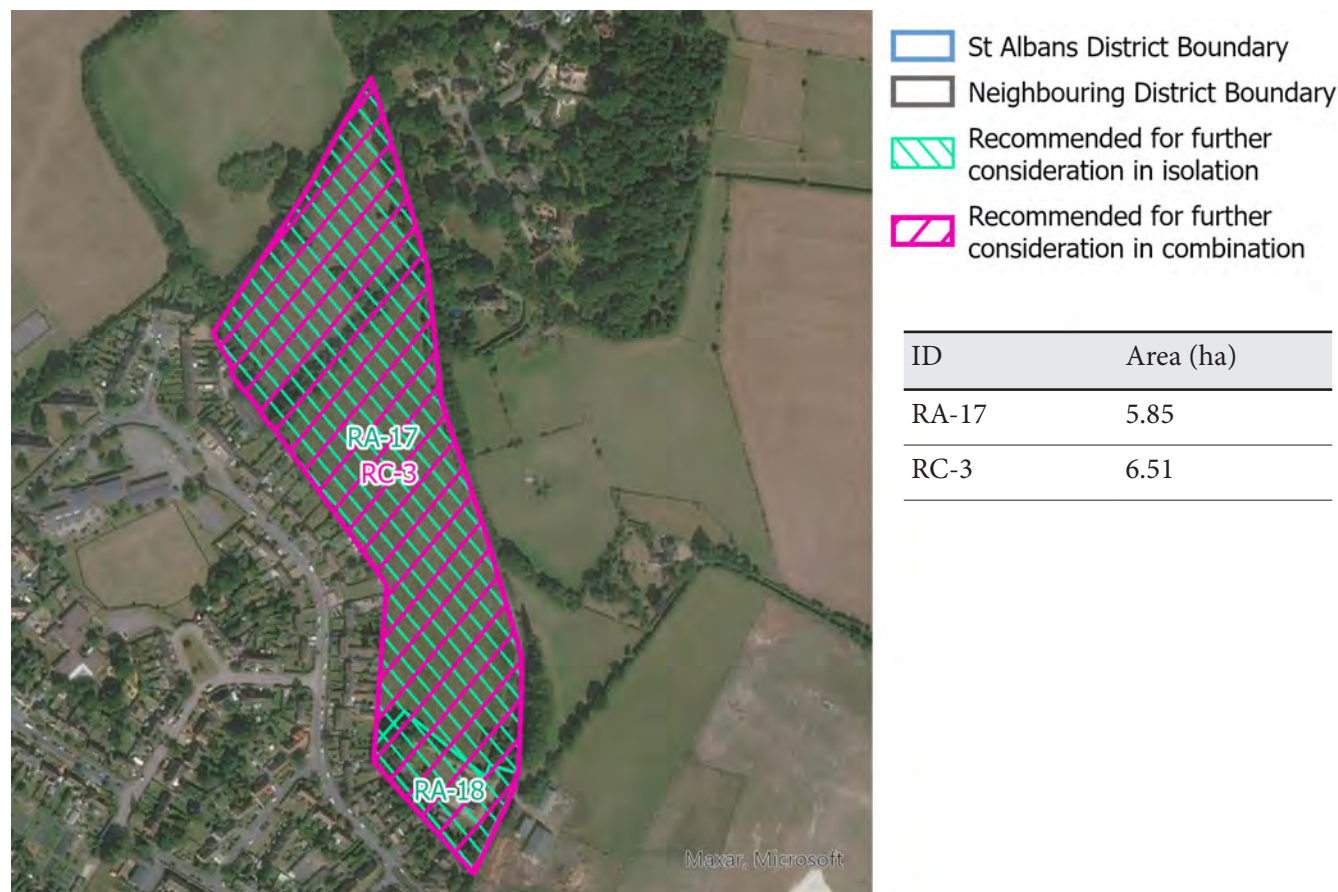 St Albans District Boundary
Neighbouring District Boundary
Recommended for further
consideration in isolation
Recommended for further
consideration in combination
ID Area (ha)
RA-17 5.85
RC-3 6.51
RA-17
RC-3
RA-18
Maxar, Microsoft